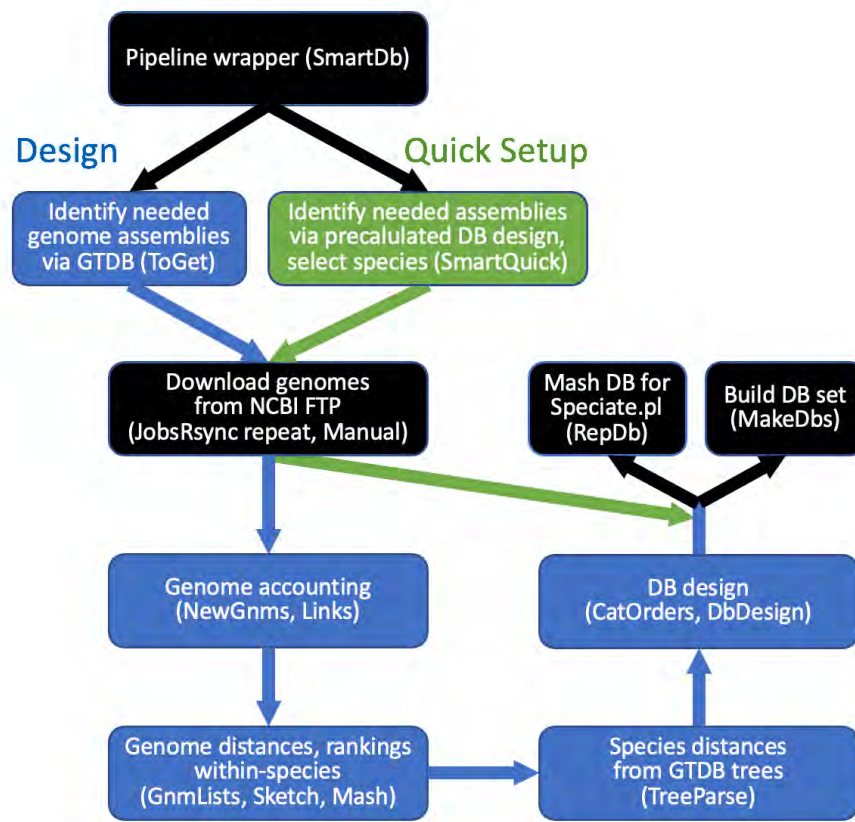 Pipeline wrapper (SmartDb)
Design
Quick Setup
Identify needed
genome assemblies
via GTDB (ToGet)
Identify needed assemblies
via precalulated DB design,
select species (SmartQuick)
Download genomes
from NCBI FTP
(JobsRsync repeat, Manual)
Mash DB for
Speciate.pl
(RepDb)
Build DB set
(MakeDbs)
Genome accounting
(NewGnms, Links)
DB design
(CatOrders, DbDesign)
Genome distances, rankings
within-species
(GnmLists, Sketch, Mash)
Species distances
from GTDB trees
(TreeParse)